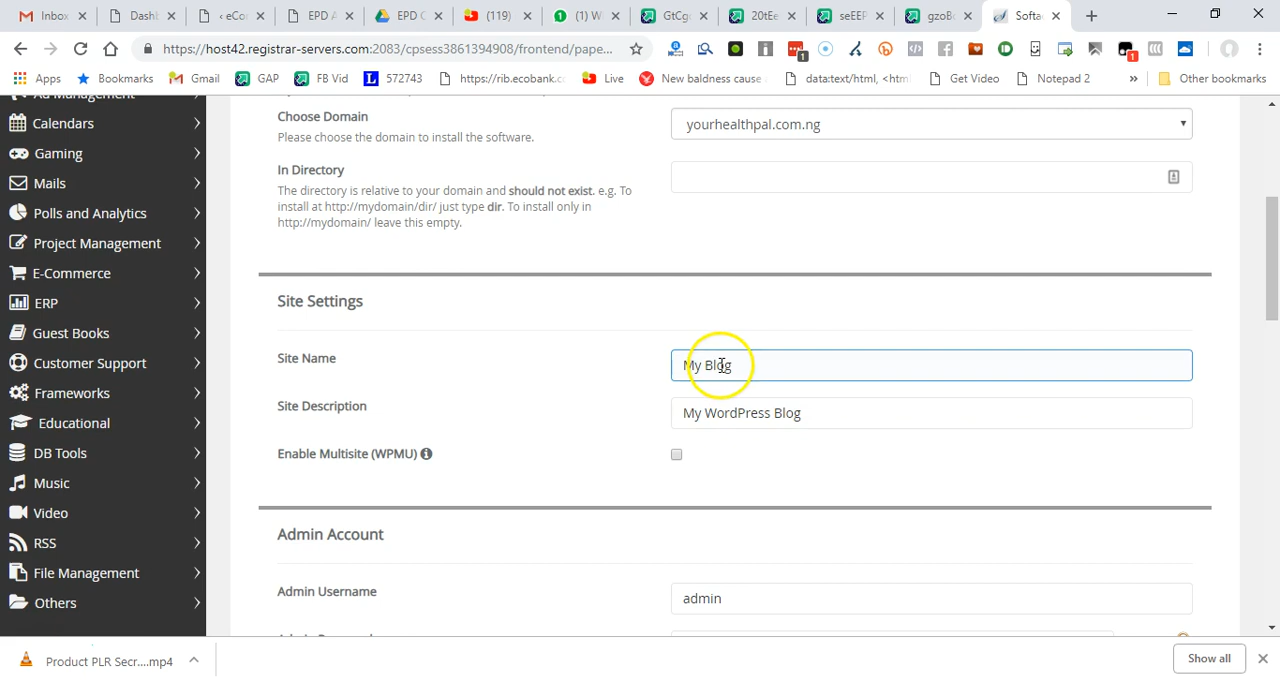 Inbox
Dash
‹ eCo
EPD A
EPD C
(119)
(1) W
GtCg
20tEe
seEEP
gzoB
Softa
https://host42.registrar-servers.com:2083/cpsess3861394908/frontend/pape...
1
1
Apps
Bookmarks
Gmail
GAP
FB Vid
572743
https://rib.ecobank.c
Live
New baldness cause
data:text/html, <htm
Get Video
Notepad 2
»
Other bookmarks
Ad Management
Calendars
Gaming
Mails
Polls and Analytics
Project Management
E-Commerce
ERP
Guest Books
Customer Support
Frameworks
Educational
DB Tools
Music
Video
RSS
File Management
Others
Choose Domain
Please choose the domain to install the software.
yourhealthpal.com.ng
In Directory
The directory is relative to your domain and should not exist. e.g. To
install at http://mydomain/dir/ just type dir. To install only in
http://mydomain/ leave this empty.
Site Settings
Site Name
My Blog
Site Description
My WordPress Blog
Enable Multisite (WPMU)
Admin Account
Admin Username
admin
Product PLR Secr....mp4
Show all